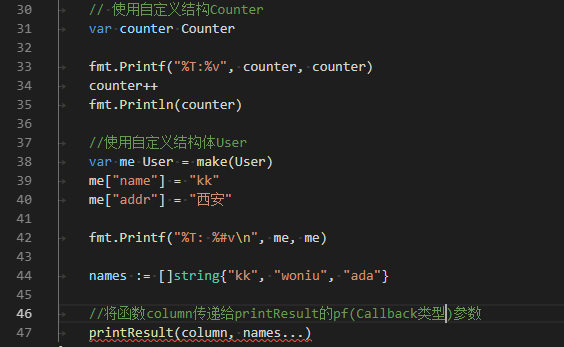 30 // 使用自定义结构Counter
31 var counter Counter
32
33 fmt.Printf("%T:%v", counter, counter)
34 counter++
35 fmt.Println(counter)
36
37 //使用自定义结构体User
38 var me User = make(User)
39 me["name"] = "kk"
40 me["addr"] = "西安"
41
42 fmt.Printf("%T: %#v\n", me, me)
43
44 names := []string{"kk", "woniu", "ada"}
45
46 //将函数column传递给printResult的pf(Callback类型)参数
47 printResult(column, names...)